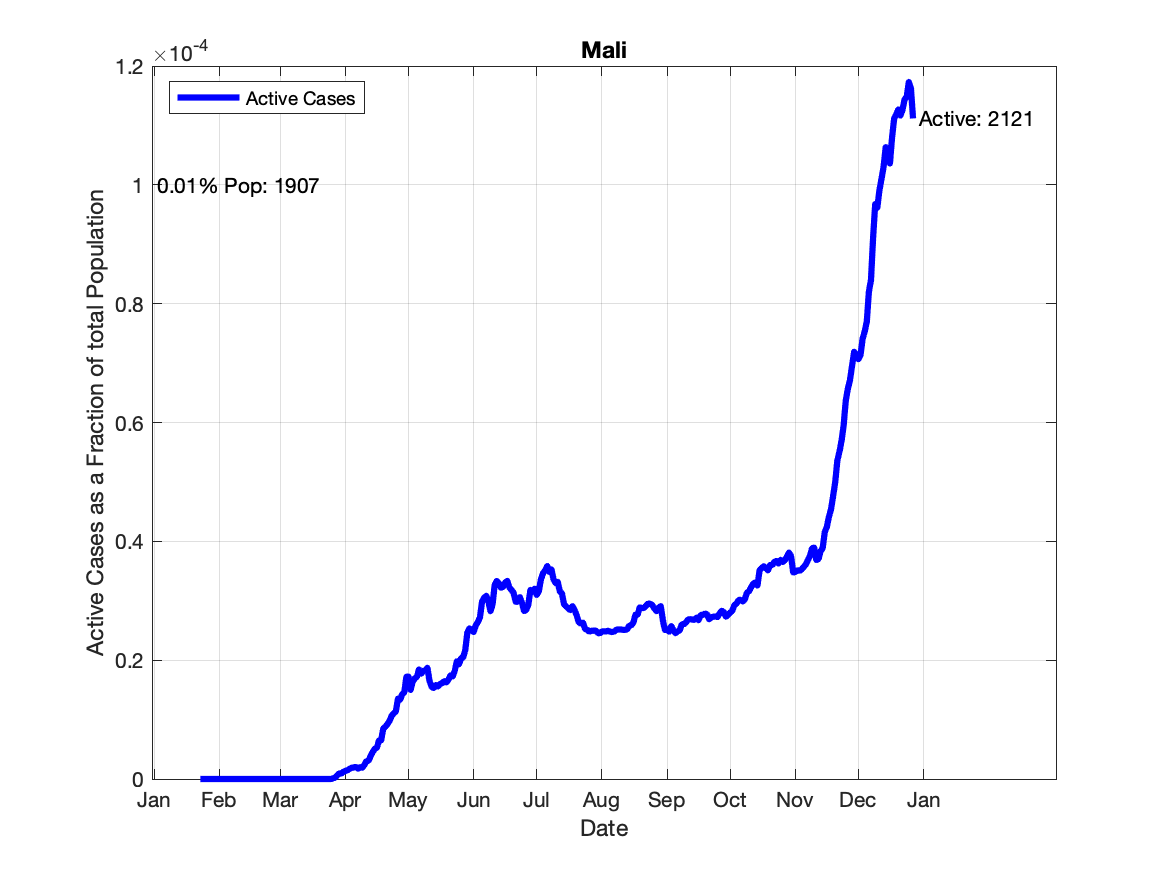 Mali
×10-4
1.2
1
0.8
0.6
0.4
0.2
0
Active Cases
0.01% Pop: 1907
Active: 2121
Active Cases as a Fraction of total Population
Jan Feb Mar Apr May Jun Jul Aug Sep Oct Nov Dec Jan
Date